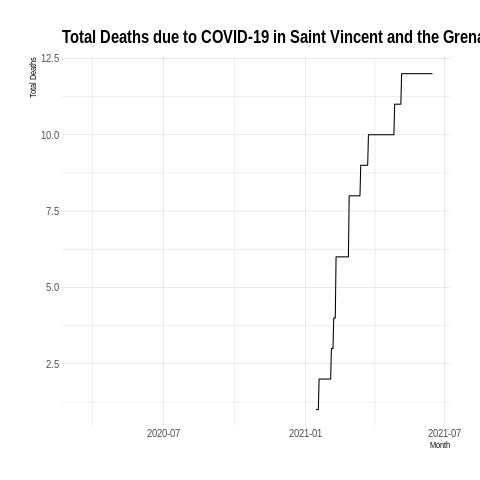 Total Deaths due to COVID-19 in Saint Vincent and the Grena
Total Deaths
12.5
10.0
7.5
5.0
2.5
2020-07 2021-01 2021-07
Month